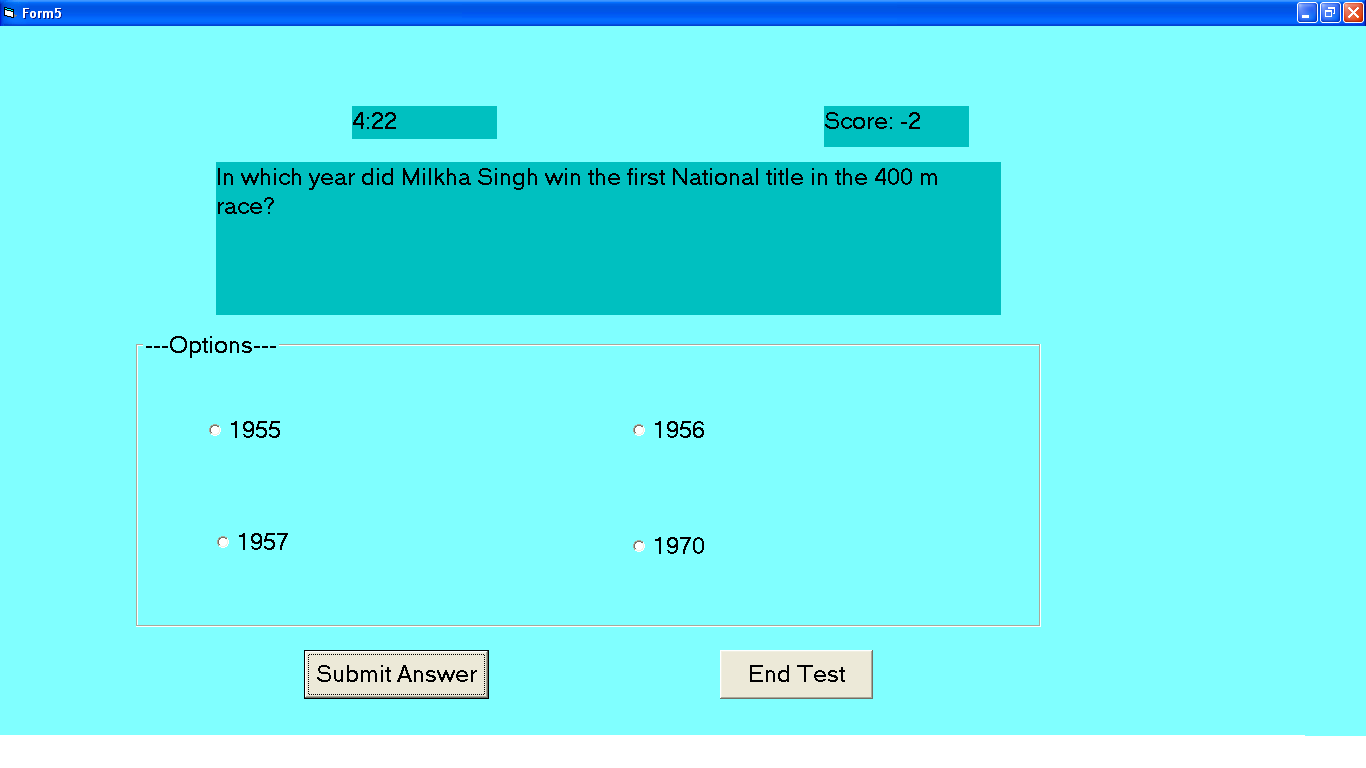 Form5
4:22
Score: -2
In which year did Milkha Singh win the first National title in the 400 m
race?
---Options---
1955
1956
1957
1970
Submit Answer
End Test